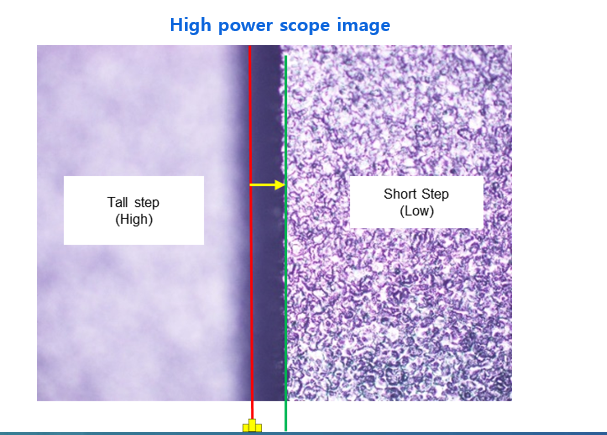 High power scope image
Tall step
(High)
Short Step
(Low)